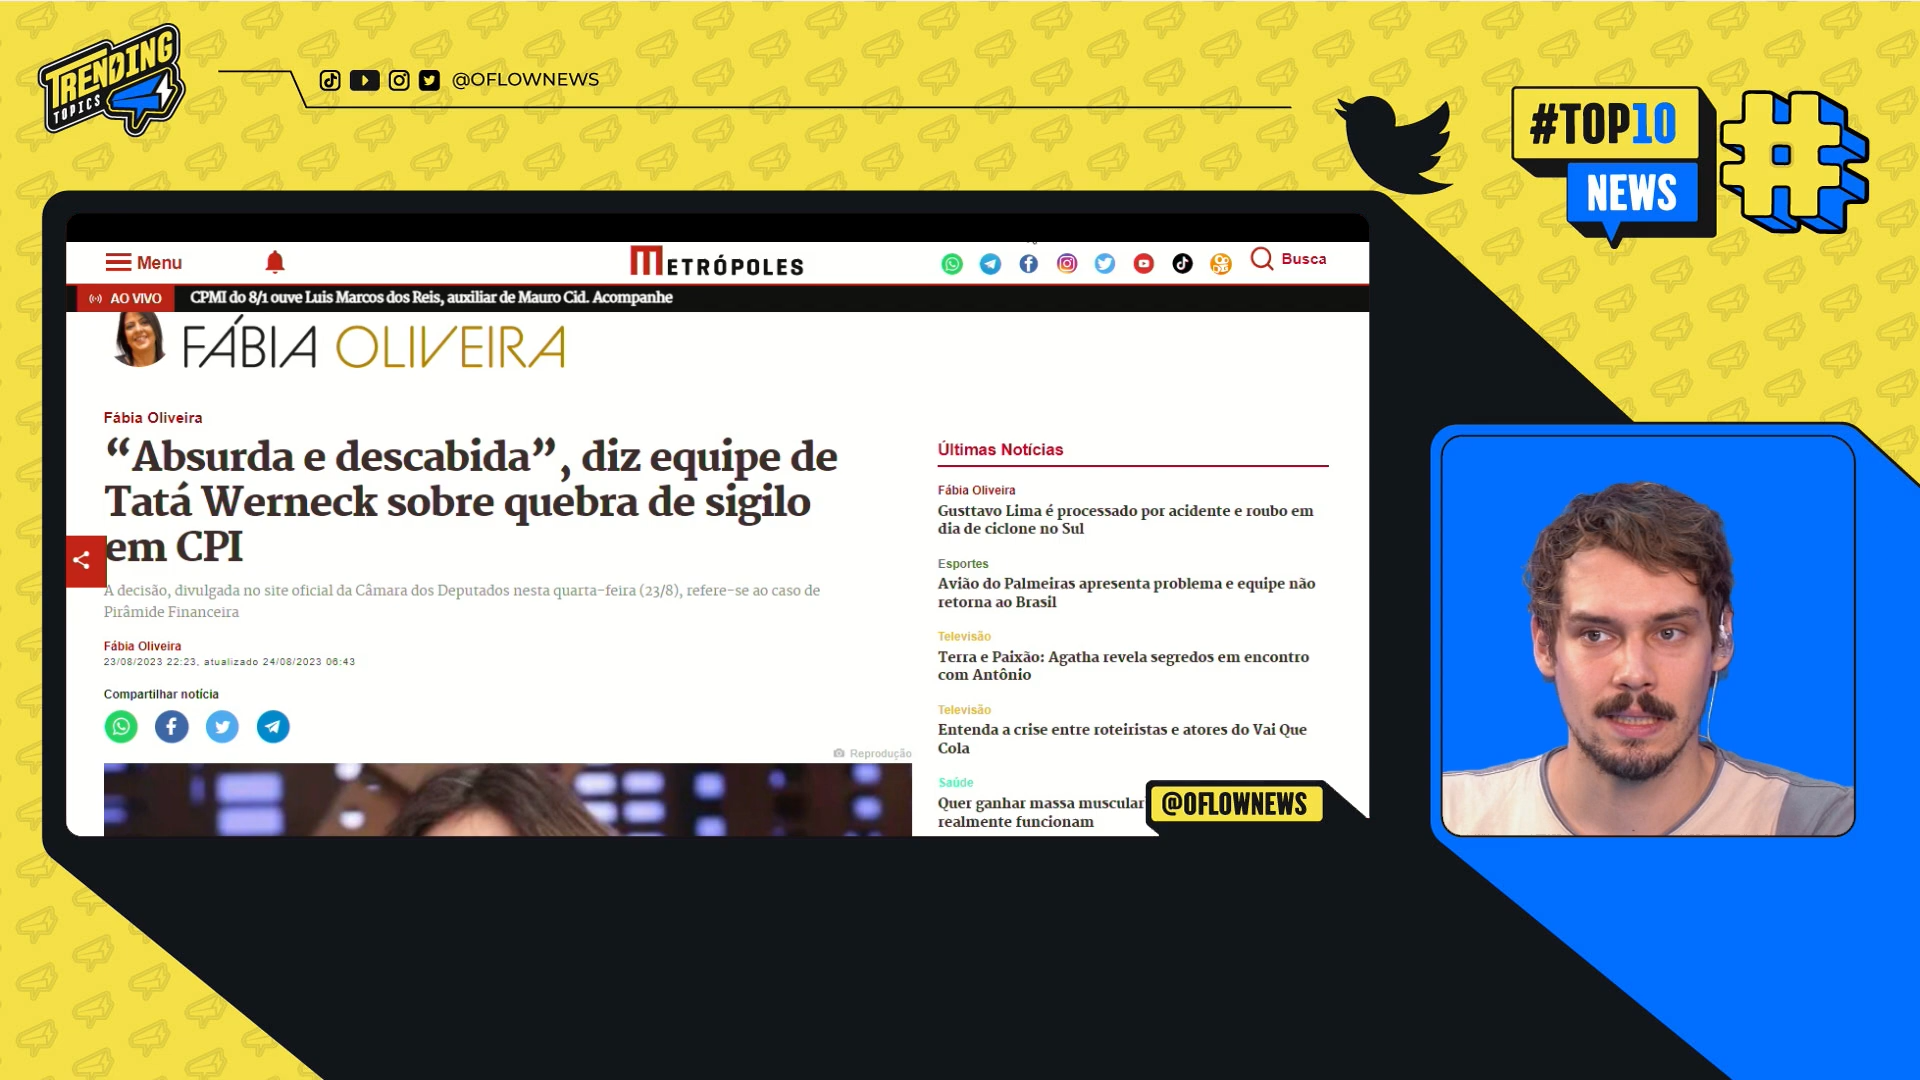 TRENDING
TOPICS
@OFLOWNEWS
#TOP10
NEWS
Menu
METRÓPOLES
Busca
AO VIVO
CPMI do 8/1 ouve Luis Marcos dos Reis, auxiliar de Mauro Cid. Acompanhe
FÁBIA OLIVEIRA
Fábia Oliveira
“Absurda e descabida”, diz equipe de
Tatá Werneck sobre quebra de sigilo
em CPI
A decisão, divulgada no site oficial da Câmara dos Deputados nesta quarta-feira (23/8), refere-se ao caso de
Pirâmide Financeira
Fábia Oliveira
23/08/2023 22:23, atualizado 24/08/2023 06:43
Compartilhar notícia
Reprodução
Últimas Notícias
Fábia Oliveira
Gusttavo Lima é processado por acidente e roubo em
dia de ciclone no Sul
Esportes
Avião do Palmeiras apresenta problema e equipe não
retorna ao Brasil
Televisão
Terra e Paixão: Agatha revela segredos em encontro
com Antônio
Televisão
Entenda a crise entre roteiristas e atores do Vai Que
Cola
Saúde
Quer ganhar massa muscular
realmente funcionam
@OFLOWNEWS